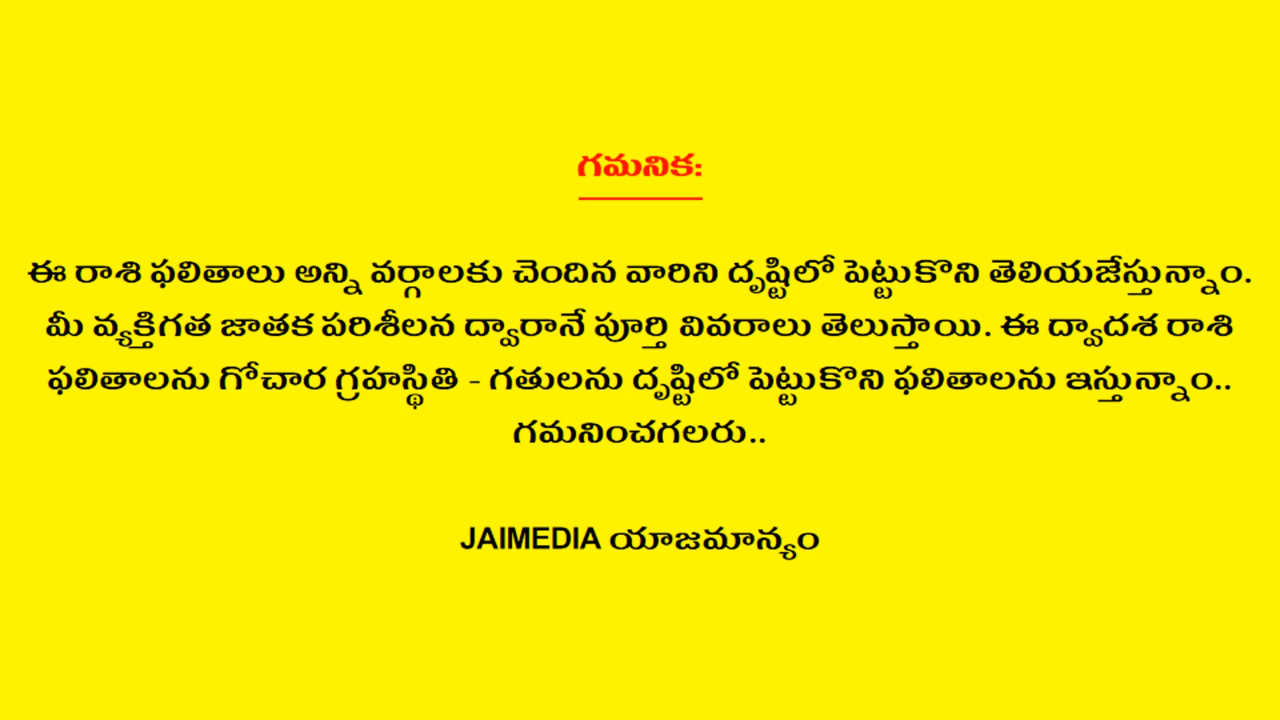 గమనిక:
ఈ రాశి ఫలితాలు అన్ని వర్గాలకు చెందిన వారిని దృష్టిలో పెట్టుకొని తెలియజేస్తున్నాం.
మీ వ్యక్తిగత జాతక పరిశీలన ద్వారానే పూర్తి వివరాలు తెలుస్తాయి. ఈ ద్వాదశ రాశి
ఫలితాలను గోచార గ్రహస్థితి - గతులను దృష్టిలో పెట్టుకొని ఫలితాలను ఇస్తున్నాం..
గమనించగలరు..
JAIMEDIA యాజమాన్యం